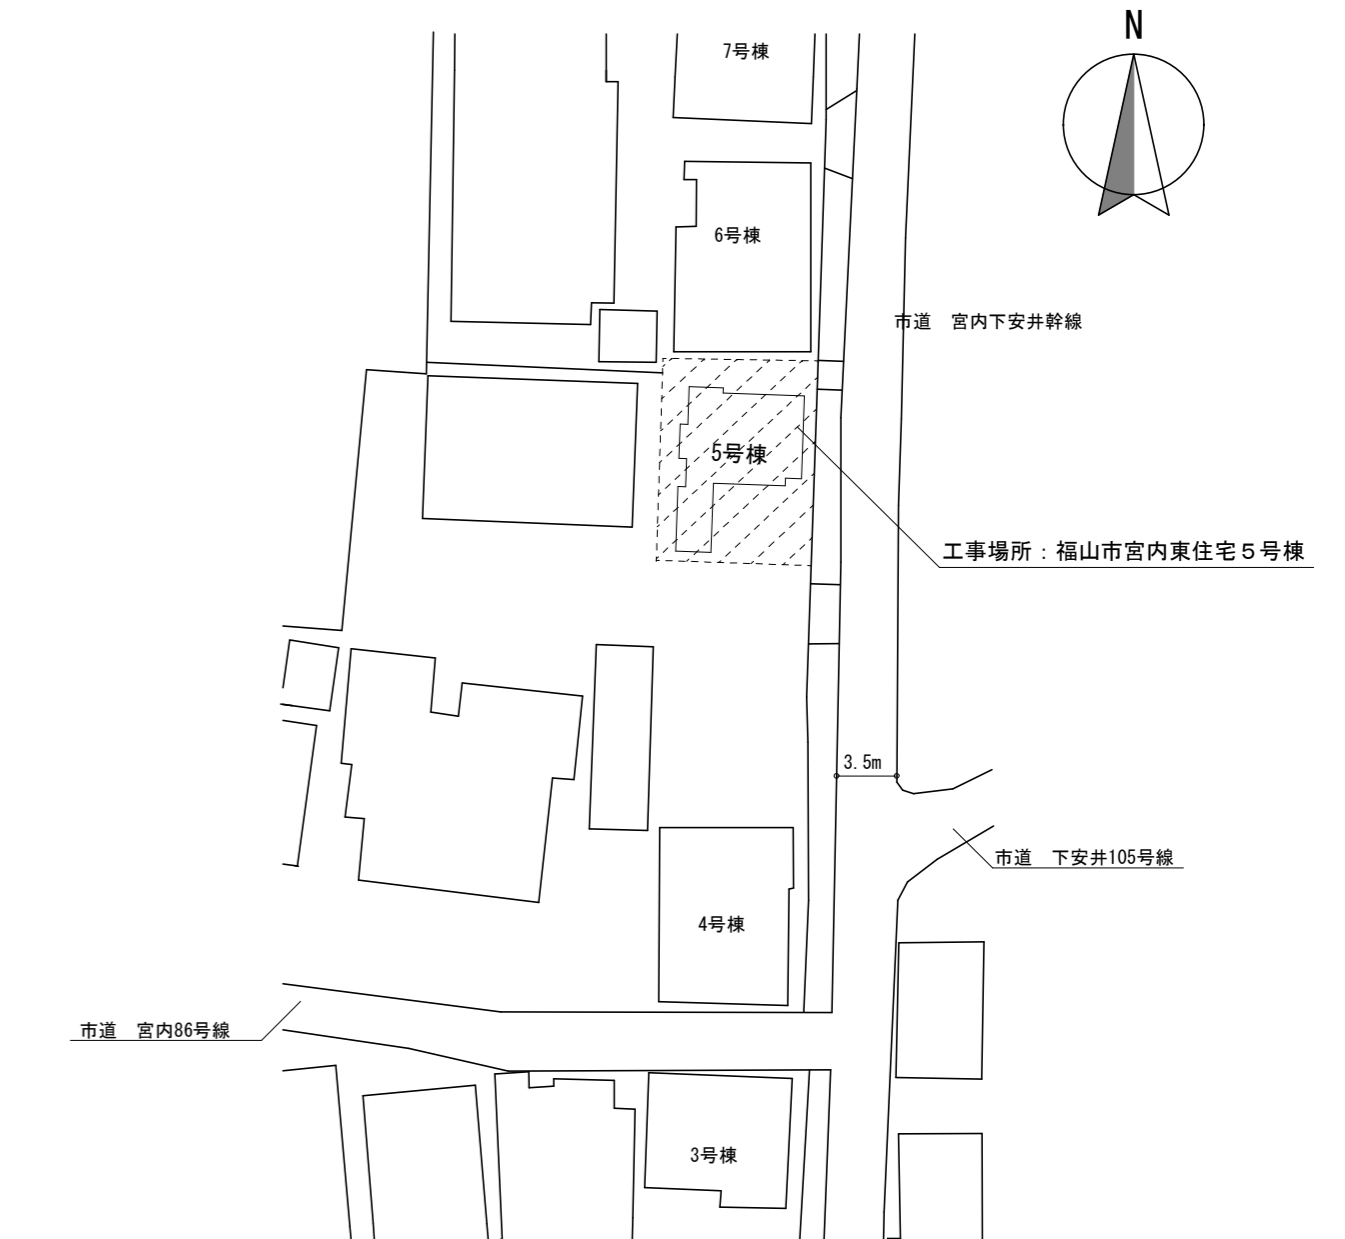 N
7号棟
6号棟
市道　宮内下安井幹線
5号棟
工事場所：福山市宮内東住宅５号棟
3.5m
市道　下安井105号線
4号棟
市道　宮内86号線
3号棟